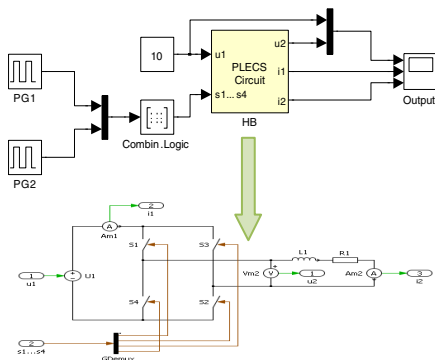 PG1
PG2
Combin.Logic
10
u1
s1... s4
PLECS
Circuit
u2
i1
i2
HB
Output
2
i1
A
Am1
S1
S3
1
u1
U1
S4
S2
Vm2
V
1
u2
L1
R1
Am2
A
3
i2
2
s1...s4
GDemux